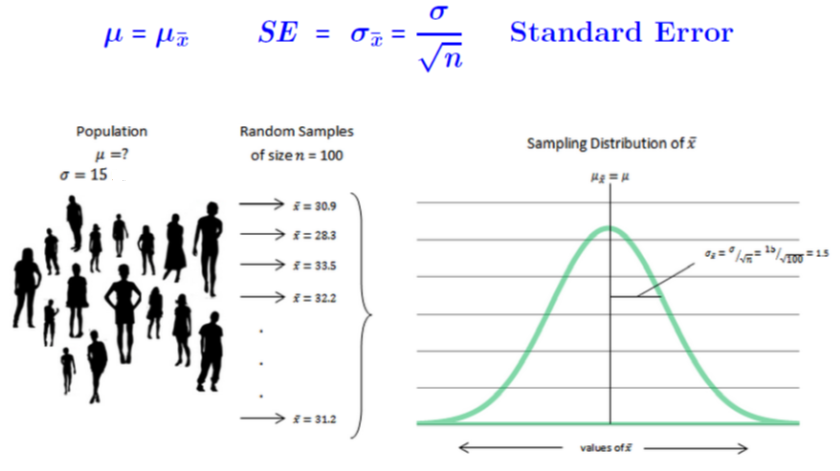 μ = μx̄   SE = σx̄ = σ/√n   Standard Error
Population
μ =?
σ = 15
Random Samples
of size n = 100
x̄ = 30.9
x̄ = 28.3
x̄ = 33.5
x̄ = 32.2
.
.
.
x̄ = 31.2
Sampling Distribution of x̄
μx̄ = μ
σx̄ = σ/√n = 15/√100 = 1.5
values of x̄